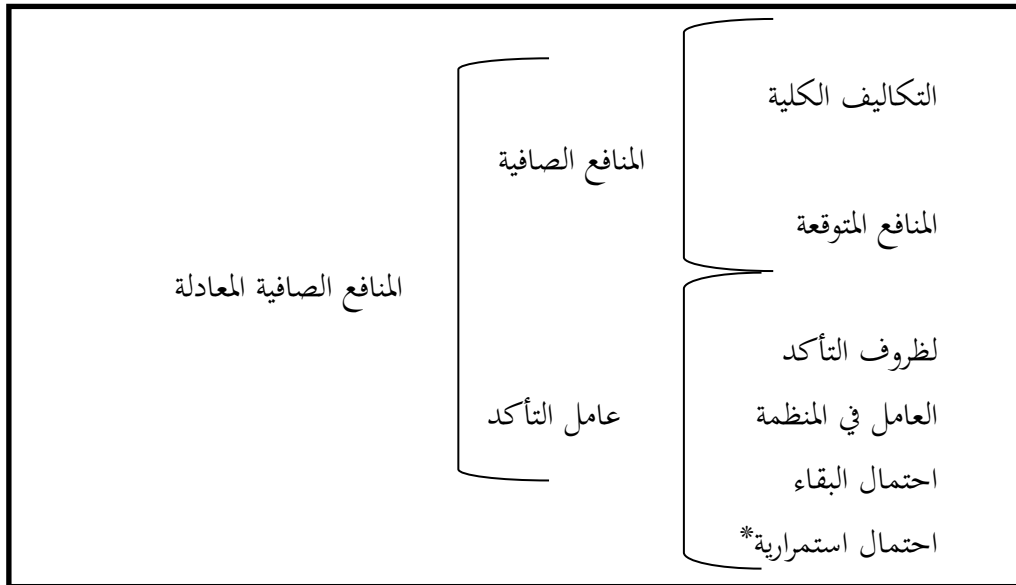 التكاليف الكلية
المنافع الصافية
المنافع المتوقعة
المنافع الصافية المعادلة
لظروف التأكد
العامل في المنظمة
عامل التأكد
احتمال البقاء
احتمال استمرارية*